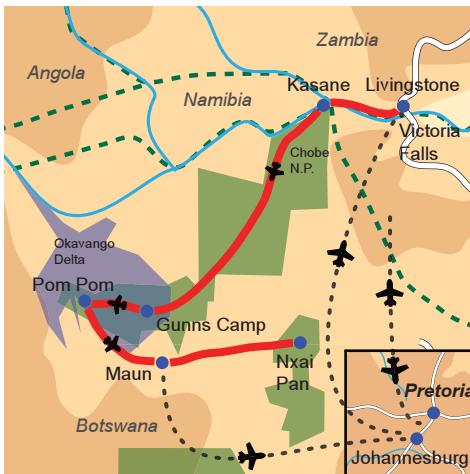 Zambia
Angola
Kasane
Livingstone
Namibia
Victoria
Falls
Chobe
N.P.
Okavango
Delta
Pom Pom
Gunns Camp
Maun
Nxai
Pan
Pretoria
Botswana
Johannesburg